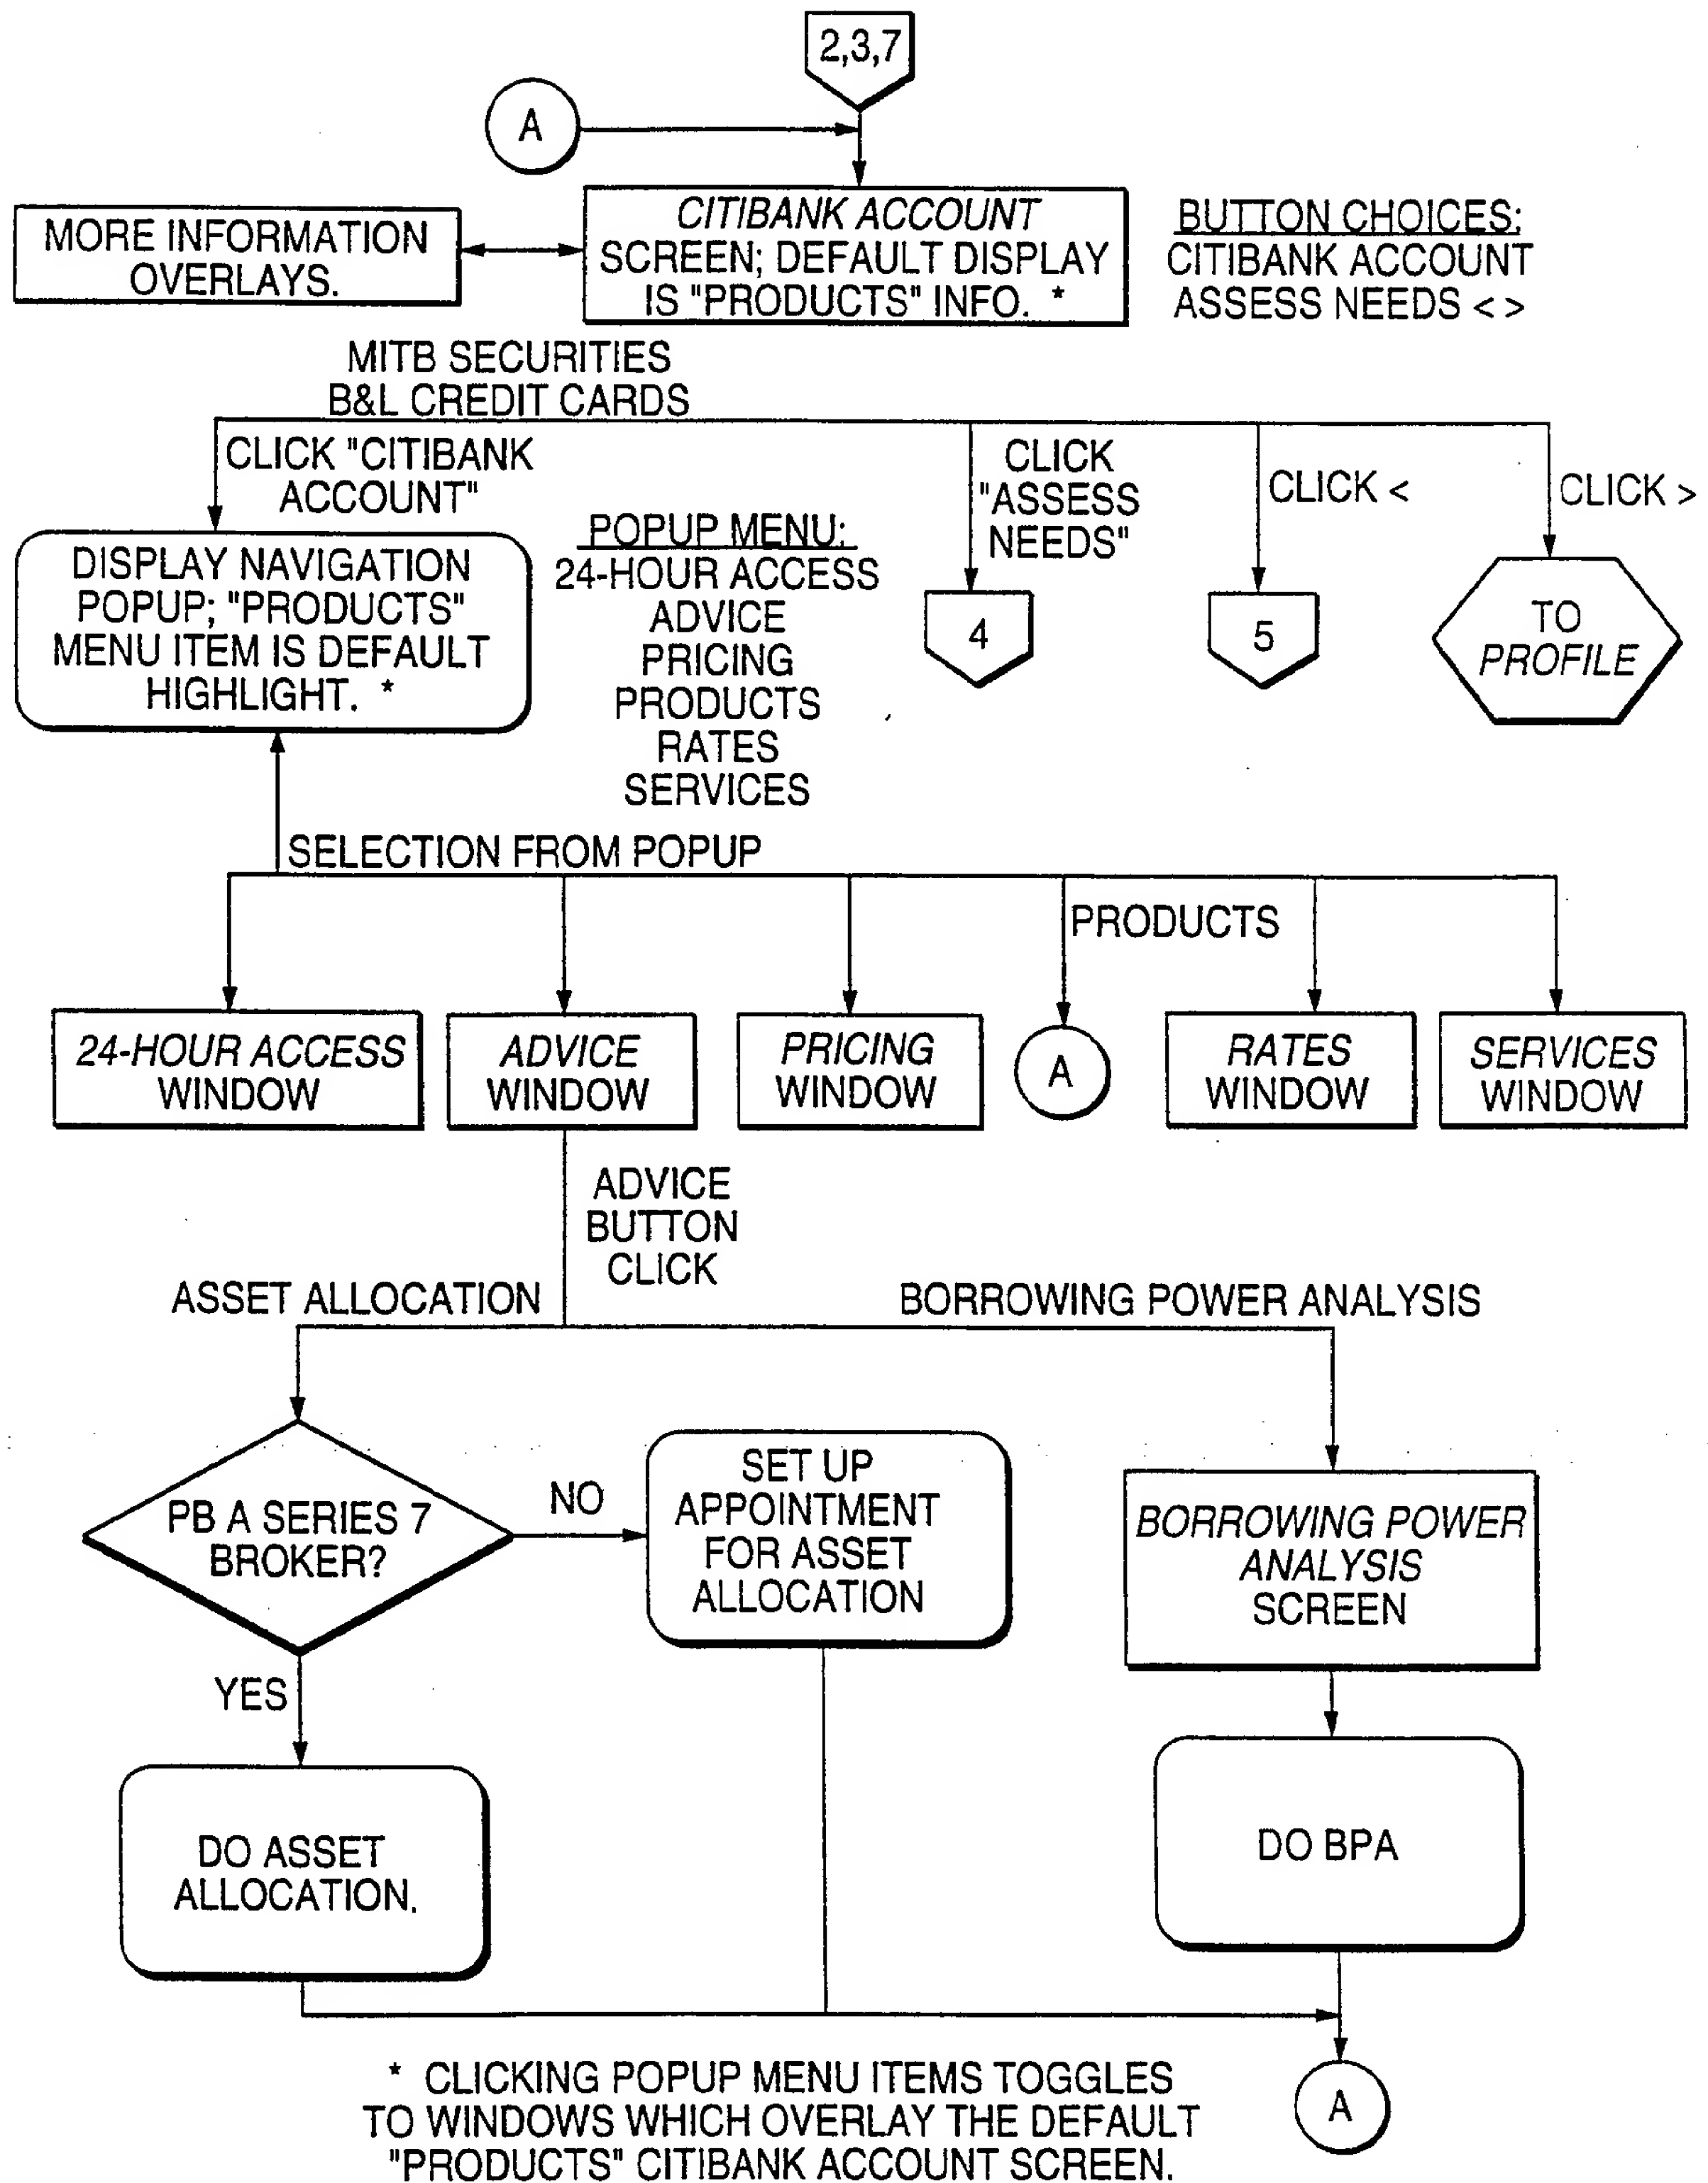 2,3,7
A
MORE INFORMATION
OVERLAYS.
CITIBANK ACCOUNT
SCREEN; DEFAULT DISPLAY
IS "PRODUCTS" INFO. *
BUTTON CHOICES:
CITIBANK ACCOUNT
ASSESS NEEDS < >
MITB SECURITIES
B&L CREDIT CARDS
CLICK "CITIBANK
ACCOUNT"
CLICK
"ASSESS
NEEDS"
CLICK <
CLICK >
DISPLAY NAVIGATION
POPUP; "PRODUCTS"
MENU ITEM IS DEFAULT
HIGHLIGHT. *
POPUP MENU:
24-HOUR ACCESS
ADVICE
PRICING
PRODUCTS
RATES
SERVICES
4
5
TO
PROFILE
SELECTION FROM POPUP
PRODUCTS
24-HOUR ACCESS
WINDOW
ADVICE
WINDOW
PRICING
WINDOW
A
RATES
WINDOW
SERVICES
WINDOW
ADVICE
BUTTON
CLICK
ASSET ALLOCATION
BORROWING POWER ANALYSIS
PB A SERIES 7
BROKER?
NO
SET UP
APPOINTMENT
FOR ASSET
ALLOCATION
BORROWING POWER
ANALYSIS
SCREEN
YES
DO ASSET
ALLOCATION.
DO BPA
A
* CLICKING POPUP MENU ITEMS TOGGLES
TO WINDOWS WHICH OVERLAY THE DEFAULT
"PRODUCTS" CITIBANK ACCOUNT SCREEN.